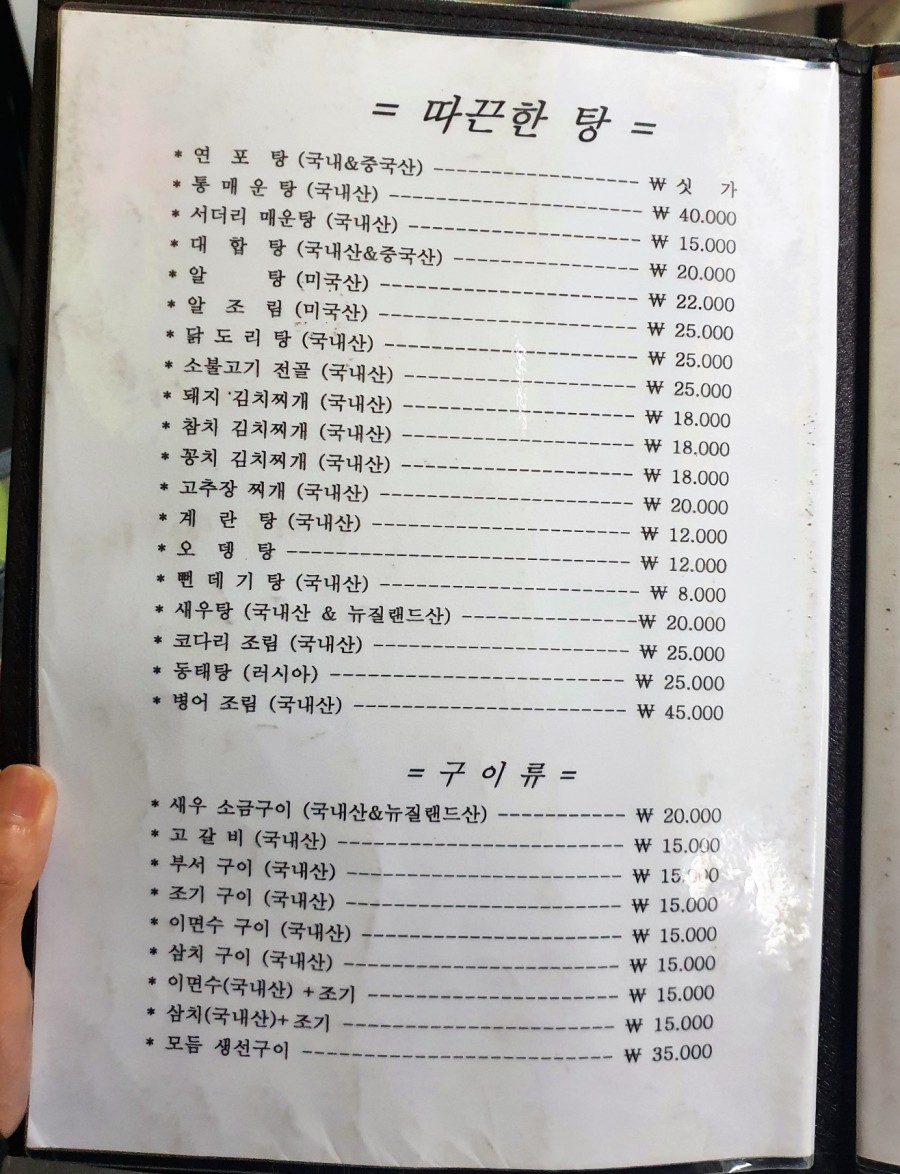 = 따끈한 탕 =
* 연 포 탕 (국내&중국산) ------------------ ₩ 싯 가
* 통 매 운 탕 (국내산) ---------------------- ₩ 40.000
* 서더리 매운탕 (국내산) -------------------- ₩ 15.000
* 대 합 탕 (국내산&중국산) ---------------- ₩ 20.000
* 알 탕 (미국산) ---------------------- ₩ 22.000
* 알 조 림 (미국산) ---------------------- ₩ 25.000
* 닭 도 리 탕 (국내산) ---------------------- ₩ 25.000
* 소불고기 전골 (국내산) -------------------- ₩ 25.000
* 돼지 김치찌개 (국내산) -------------------- ₩ 18.000
* 참치 김치찌개 (국내산) -------------------- ₩ 18.000
* 꽁치 김치찌개 (국내산) -------------------- ₩ 18.000
* 고추장 찌개 (국내산) ---------------------- ₩ 20.000
* 계 란 탕 (국내산) ---------------------- ₩ 12.000
* 오 뎅 탕 ------------------------------ ₩ 12.000
* 뻔 데 기 탕 (국내산) ---------------------- ₩ 8.000
* 새우탕 (국내산 & 뉴질랜드산) ---------------₩ 20.000
* 코다리 조림 (국내산) ---------------------- ₩ 25.000
* 동태탕 (러시아) -------------------------- ₩ 25.000
* 병어 조림 (국내산) ------------------------ ₩ 45.000
= 구 이 류 =
* 새우 소금구이 (국내산&뉴질랜드산) ----------- ₩ 20.000
* 고 갈 비 (국내산) ------------------------ ₩ 15.000
* 부서 구이 (국내산) ------------------------ ₩ 15.000
* 조기 구이 (국내산) ------------------------ ₩ 15.000
* 이면수 구이 (국내산) ---------------------- ₩ 15.000
* 삼치 구이 (국내산) ------------------------ ₩ 15.000
* 이면수(국내산) +조기 ---------------------- ₩ 15.000
* 삼치(국내산)+조기 ------------------------ ₩ 15.000
* 모듬 생선구이 ---------------------------- ₩ 35.000